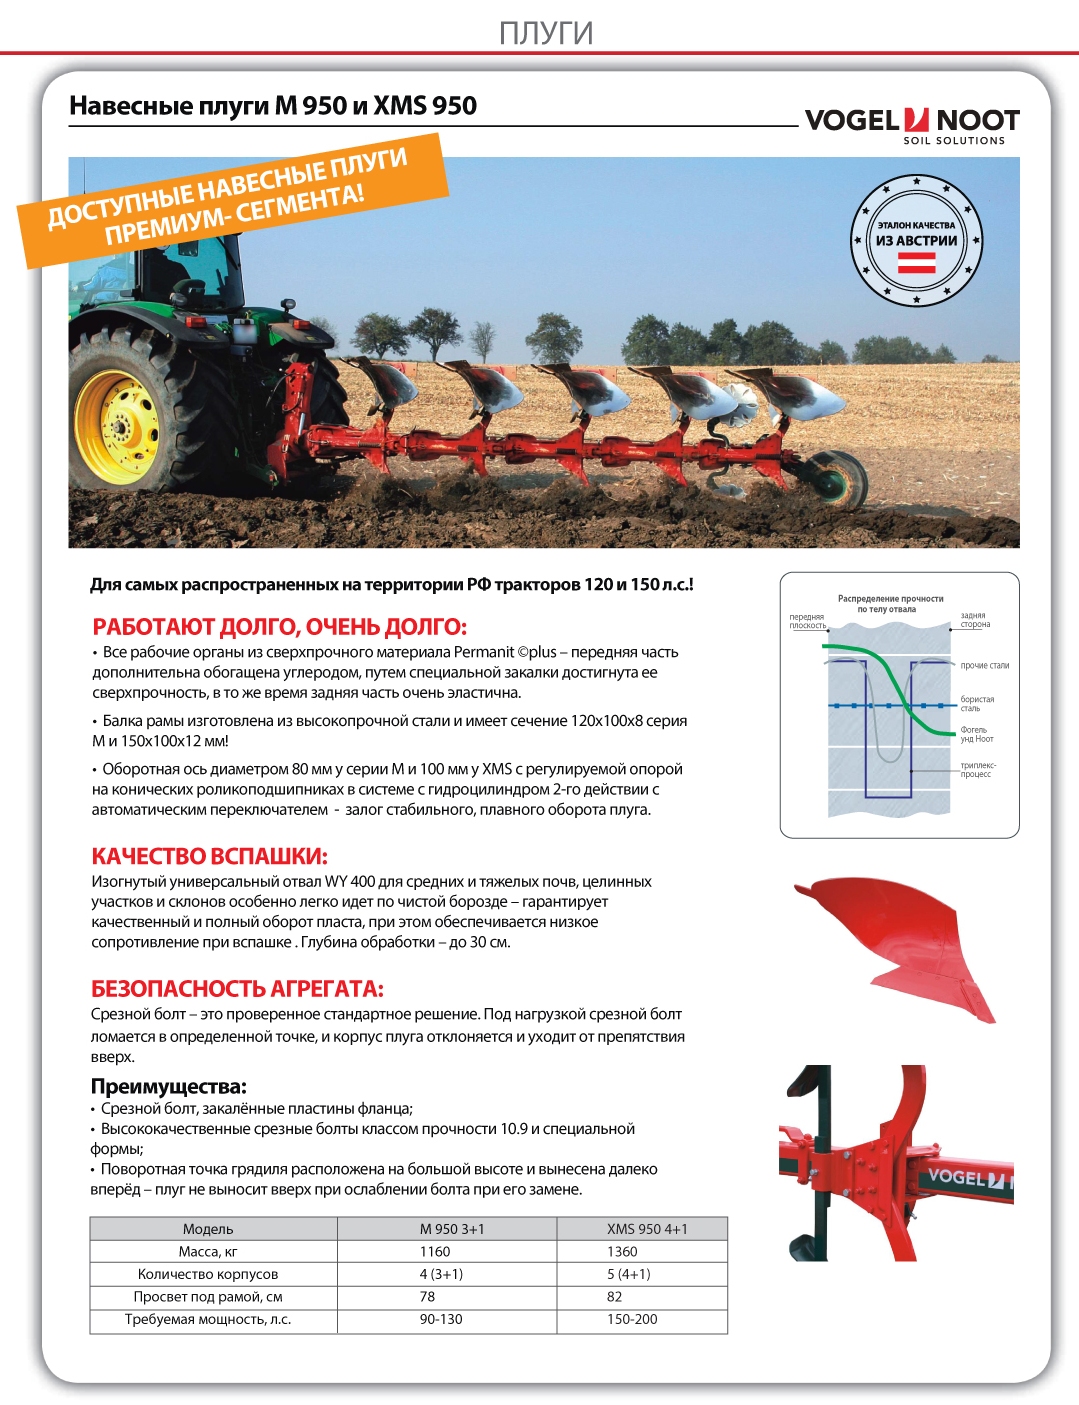 ПЛУГИ
Навесные плуги M 950 и XMS 950
VOGEL NOOT
SOIL SOLUTIONS
ДОСТУПНЫЕ НАВЕСНЫЕ ПЛУГИ
ПРЕМИУМ- СЕГМЕНТА!
ЭТАЛОН КАЧЕСТВА
ИЗ АВСТРИИ
Для самых распространенных на территории РФ тракторов 120 и 150 л.с.!
РАБОТАЮТ ДОЛГО, ОЧЕНЬ ДОЛГО:
• Все рабочие органы из сверхпрочного материала Permanit ©plus – передняя часть
дополнительна обогащена углеродом, путем специальной закалки достигнута ее
сверхпрочность, в то же время задняя часть очень эластична.
• Балка рамы изготовлена из высокопрочной стали и имеет сечение 120x100x8 серия
М и 150x100x12 мм!
• Оборотная ось диаметром 80 мм у серии М и 100 мм у XMS с регулируемой опорой
на конических роликоподшипниках в системе с гидроцилиндром 2-го действии с
автоматическим переключателем - залог стабильного, плавного оборота плуга.
Распределение прочности
по телу отвала
передняя
плоскость
задняя
сторона
прочие стали
бористая
сталь
Фогель
унд Ноот
триплекс-
процесс
КАЧЕСТВО ВСПАШКИ:
Изогнутый универсальный отвал WY 400 для средних и тяжелых почв, целинных
участков и склонов особенно легко идет по чистой борозде – гарантирует
качественный и полный оборот пласта, при этом обеспечивается низкое
сопротивление при вспашке . Глубина обработки – до 30 см.
БЕЗОПАСНОСТЬ АГРЕГАТА:
Срезной болт – это проверенное стандартное решение. Под нагрузкой срезной болт
ломается в определенной точке, и корпус плуга отклоняется и уходит от препятствия
вверх.
Преимущества:
• Срезной болт, закалённые пластины фланца;
• Высококачественные срезные болты классом прочности 10.9 и специальной
формы;
• Поворотная точка грядиля расположена на большой высоте и вынесена далеко
вперёд – плуг не выносит вверх при ослаблении болта при его замене.
VOGEL
Модель M 950 3+1 XMS 950 4+1
Масса, кг 1160 1360
Количество корпусов 4 (3+1) 5 (4+1)
Просвет под рамой, см 78 82
Требуемая мощность, л.с. 90-130 150-200